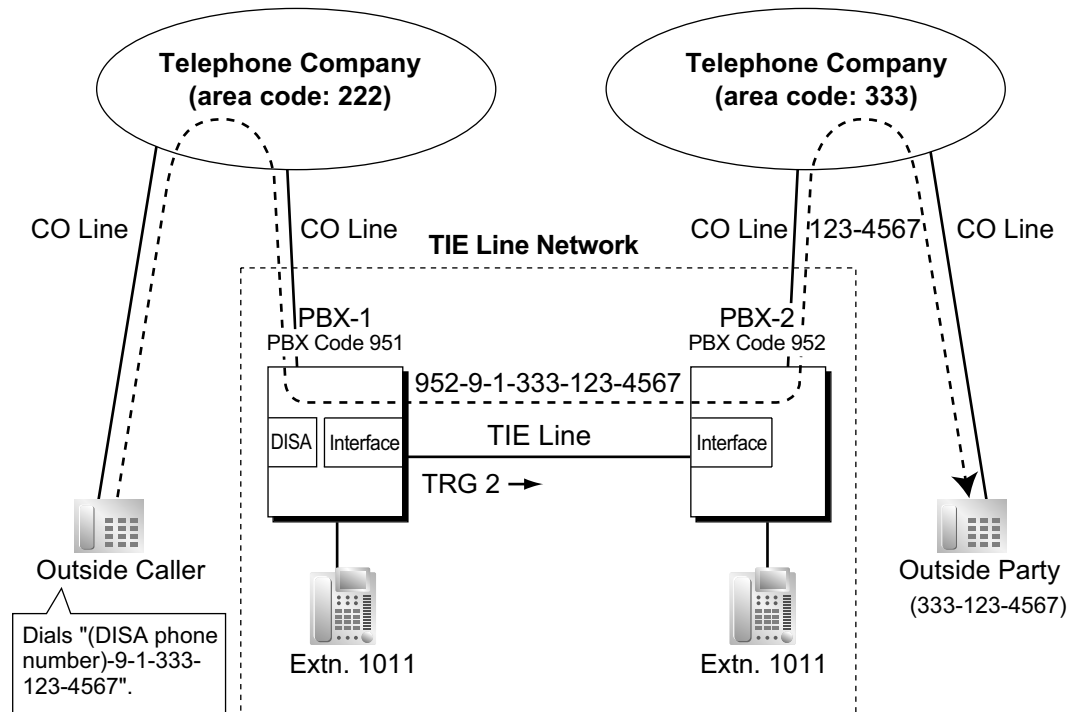 Telephone Company
(area code: 222)
Telephone Company
(area code: 333)
CO Line
CO Line
CO Line
123-4567
CO Line
TIE Line Network
PBX-1
PBX Code 951
PBX-2
PBX Code 952
952-9-1-333-123-4567
DISA
Interface
TIE Line
Interface
TRG 2
Outside Caller
Outside Party
(333-123-4567)
Dials "(DISA phone
number)-9-1-333-
123-4567".
Extn. 1011
Extn. 1011